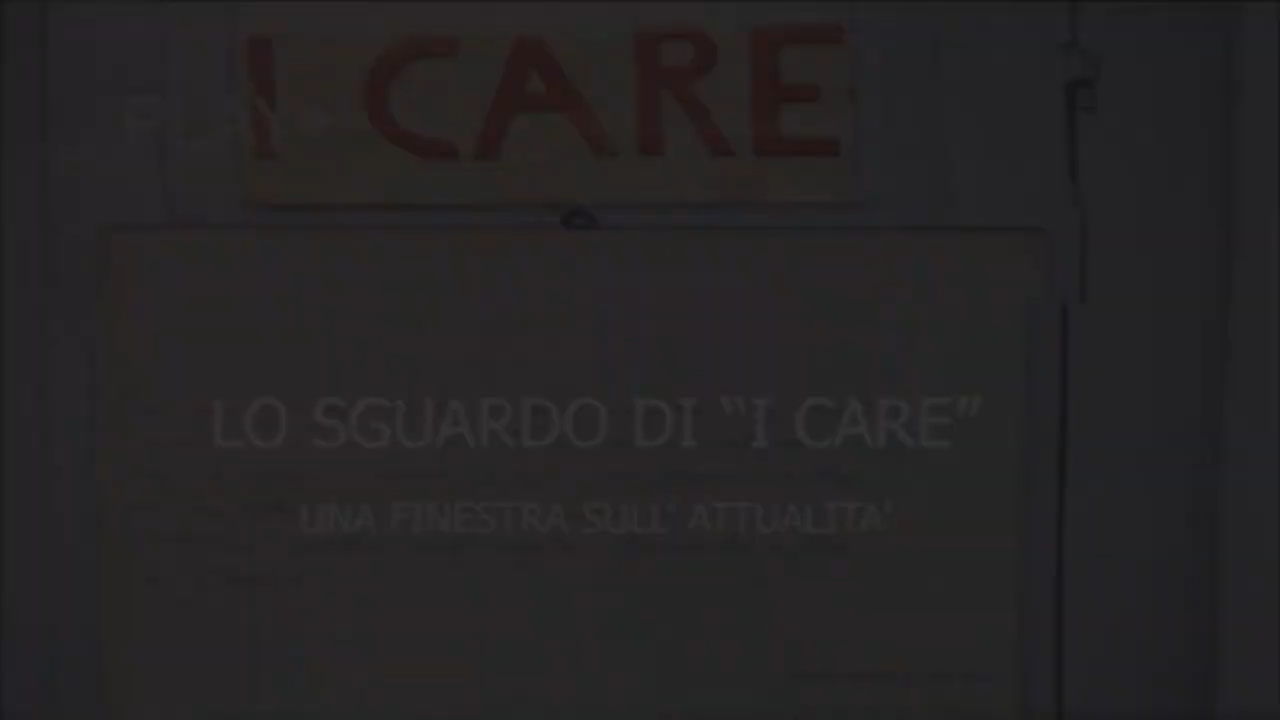 I CARE
LO SGUARDO DI “I CARE”
UNA FINESTRA SULL' ATTUALITA'